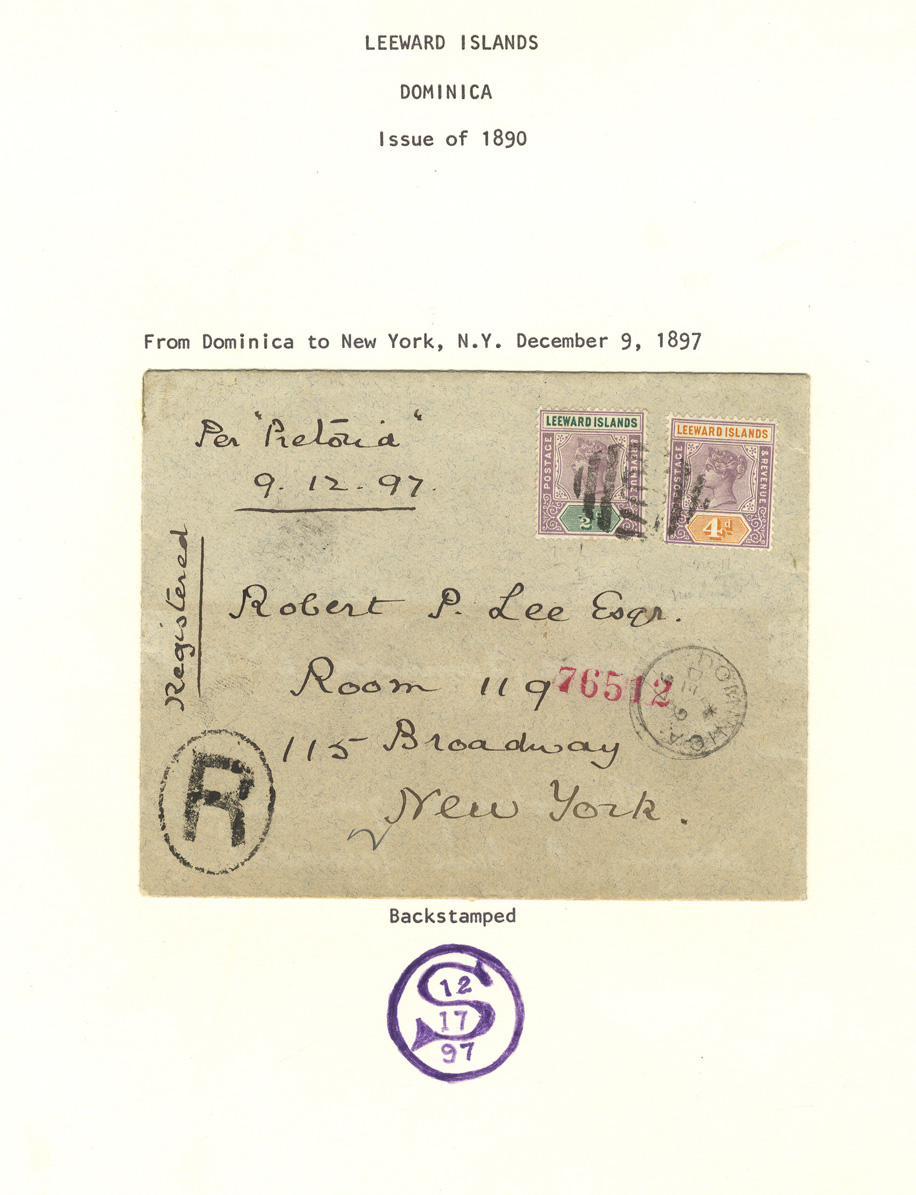 LEEWARD ISLANDS
DOMINICA
Issue of 1890
From Dominica to New York, N.Y. December 9, 1897
Per "Pretoria"
9.12.97.
Registered
LEEWARD ISLANDS
POSTAGE
& REVENUE
LEEWARD ISLANDS
POSTAGE
& REVENUE
4d
Robert P. Lee Esqr.
Room 119
76512
115 Broadway
New York.
R
DOMINICA
DE 9
Backstamped
S
12
17
97